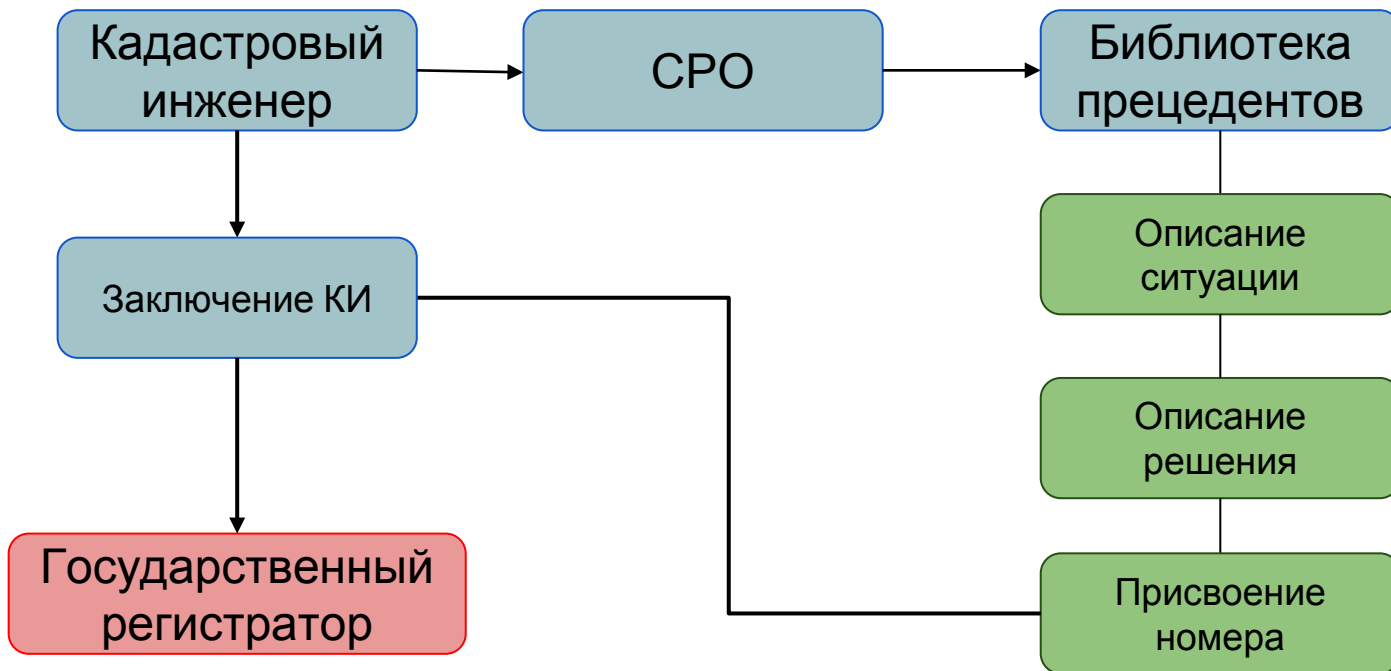 Кадастровый
инженер
СРО
Библиотека
прецедентов
Описание
ситуации
Заключение КИ
Описание
решения
Государственный
регистратор
Присвоение
номера